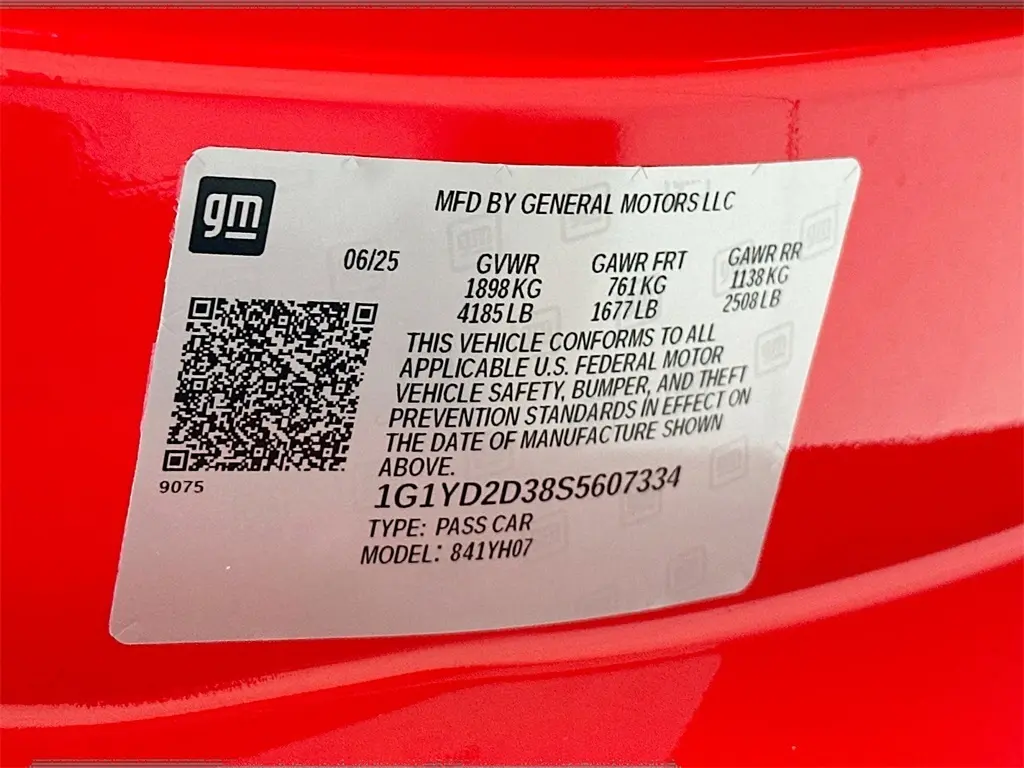 gm
MFD BY GENERAL MOTORS LLC
06/25 GVWR GAWR FRT GAWR RR
1898 KG 761 KG 1138 KG
4185 LB 1677 LB 2508 LB
THIS VEHICLE CONFORMS TO ALL
APPLICABLE U.S. FEDERAL MOTOR
VEHICLE SAFETY, BUMPER, AND THEFT
PREVENTION STANDARDS IN EFFECT ON
THE DATE OF MANUFACTURE SHOWN
ABOVE.
9075
1G1YD2D38S5607334
TYPE: PASS CAR
MODEL: 841YH07